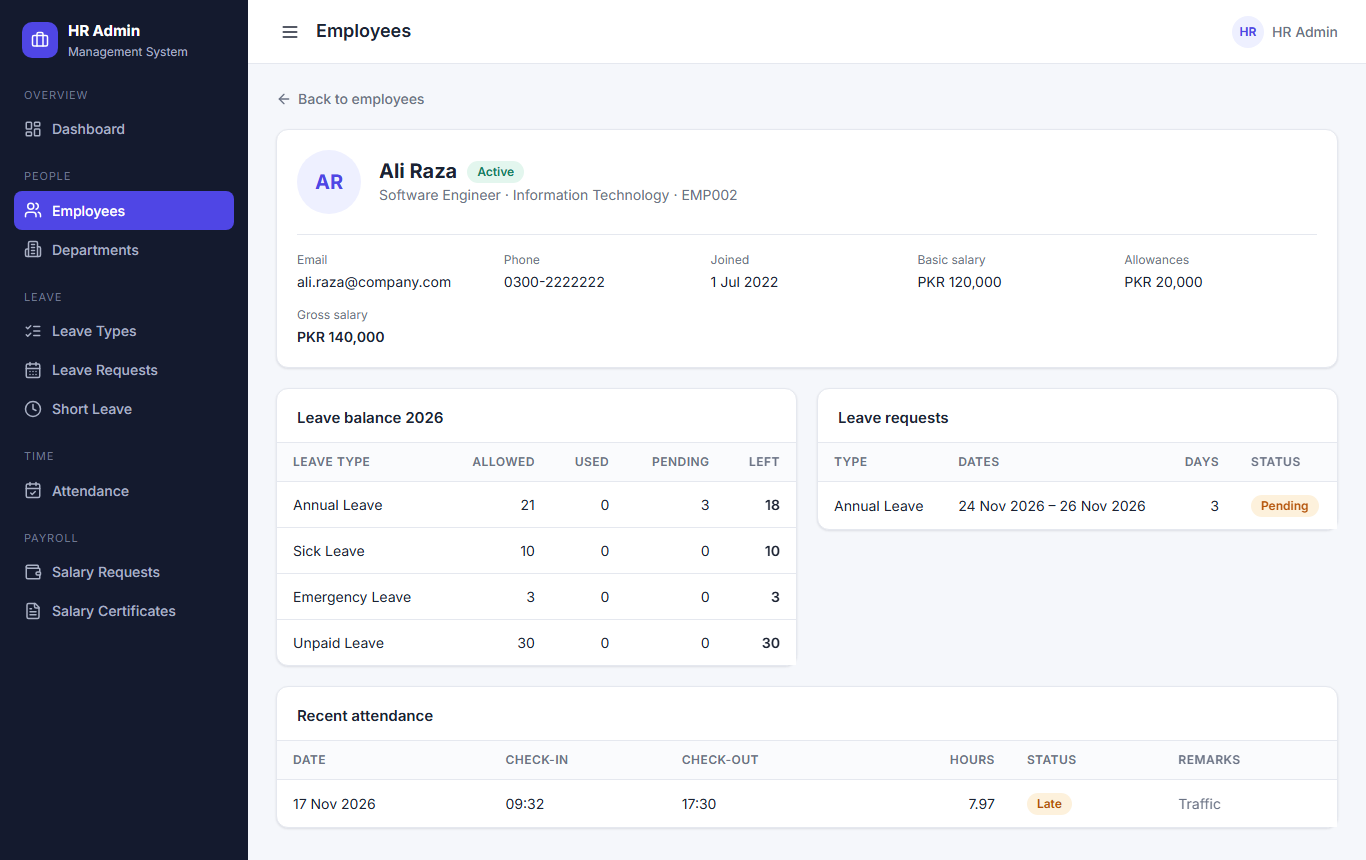 HR Admin
Management System
OVERVIEW
Dashboard
PEOPLE
Employees
Departments
LEAVE
Leave Types
Leave Requests
Short Leave
TIME
Attendance
PAYROLL
Salary Requests
Salary Certificates
Employees
HR HR Admin
Back to employees
AR
Ali Raza Active
Software Engineer · Information Technology · EMP002
Email Phone Joined Basic salary Allowances
ali.raza@company.com 0300-2222222 1 Jul 2022 PKR 120,000 PKR 20,000
Gross salary
PKR 140,000
Leave balance 2026
LEAVE TYPE ALLOWED USED PENDING LEFT
Annual Leave 21 0 3 18
Sick Leave 10 0 0 10
Emergency Leave 3 0 0 3
Unpaid Leave 30 0 0 30
Leave requests
TYPE DATES DAYS STATUS
Annual Leave 24 Nov 2026 – 26 Nov 2026 3 Pending
Recent attendance
DATE CHECK-IN CHECK-OUT HOURS STATUS REMARKS
17 Nov 2026 09:32 17:30 7.97 Late Traffic